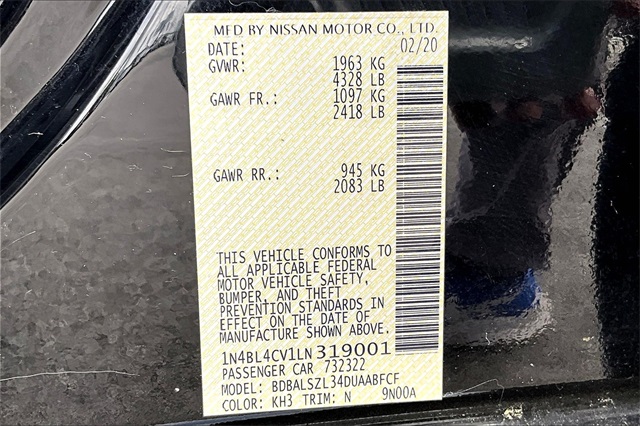 MFD BY NISSAN MOTOR CO., LTD.
DATE: 02/20
GVWR: 1963 KG
4328 LB
GAWR FR.: 1097 KG
2418 LB
GAWR RR.: 945 KG
2083 LB
THIS VEHICLE CONFORMS TO
ALL APPLICABLE FEDERAL
MOTOR VEHICLE SAFETY,
BUMPER, AND THEFT
PREVENTION STANDARDS IN
EFFECT ON THE DATE OF
MANUFACTURE SHOWN ABOVE.
1N4BL4CV1LN319001
PASSENGER CAR 732322
MODEL: BDBALSZL34DUAABFCF
COLOR: KH3 TRIM: N 9N00A